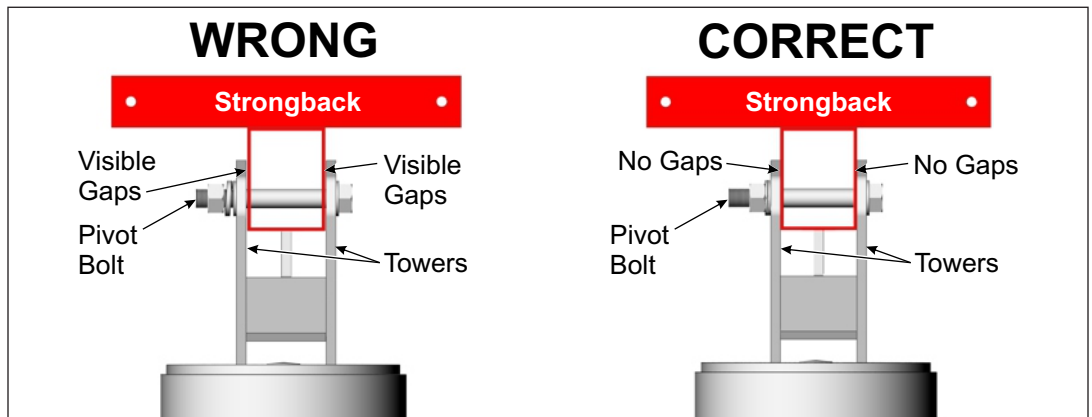 WRONG
Strongback
Visible
Gaps
Visible
Gaps
Pivot
Bolt
Towers
CORRECT
Strongback
No Gaps
No Gaps
Pivot
Bolt
Towers